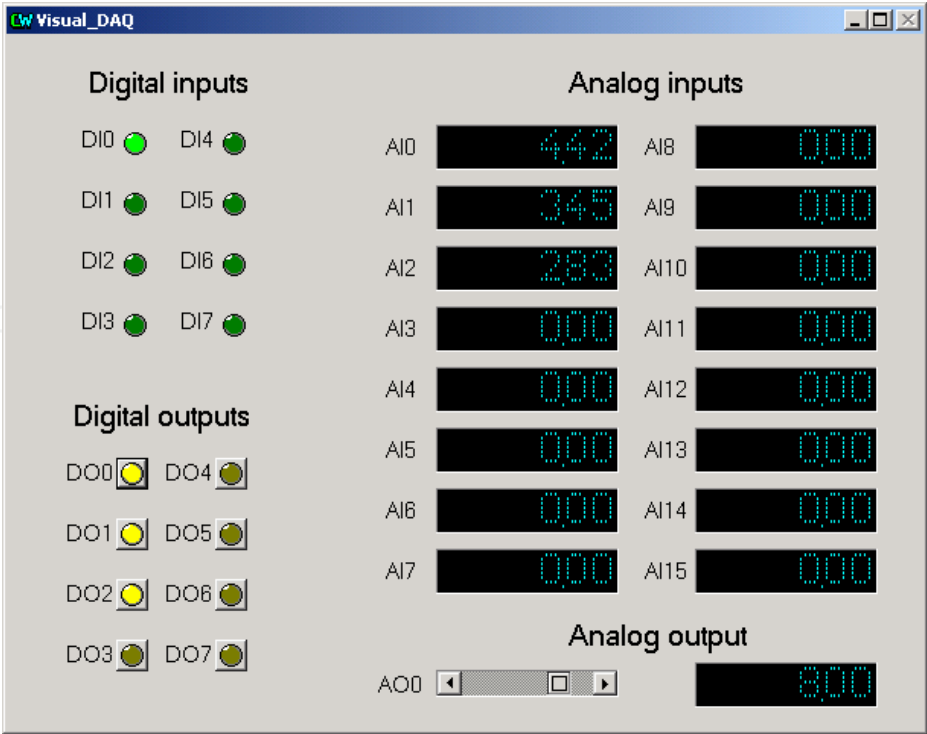 CW Visual_DAQ
Digital inputs
DI0 DI4
DI1 DI5
DI2 DI6
DI3 DI7
Digital outputs
DO0 DO4
DO1 DO5
DO2 DO6
DO3 DO7
Analog inputs
AI0 4.42 AI8 0.00
AI1 3.45 AI9 0.00
AI2 2.83 AI10 0.00
AI3 0.00 AI11 0.00
AI4 0.00 AI12 0.00
AI5 0.00 AI13 0.00
AI6 0.00 AI14 0.00
AI7 0.00 AI15 0.00
Analog output
AO0 8.00